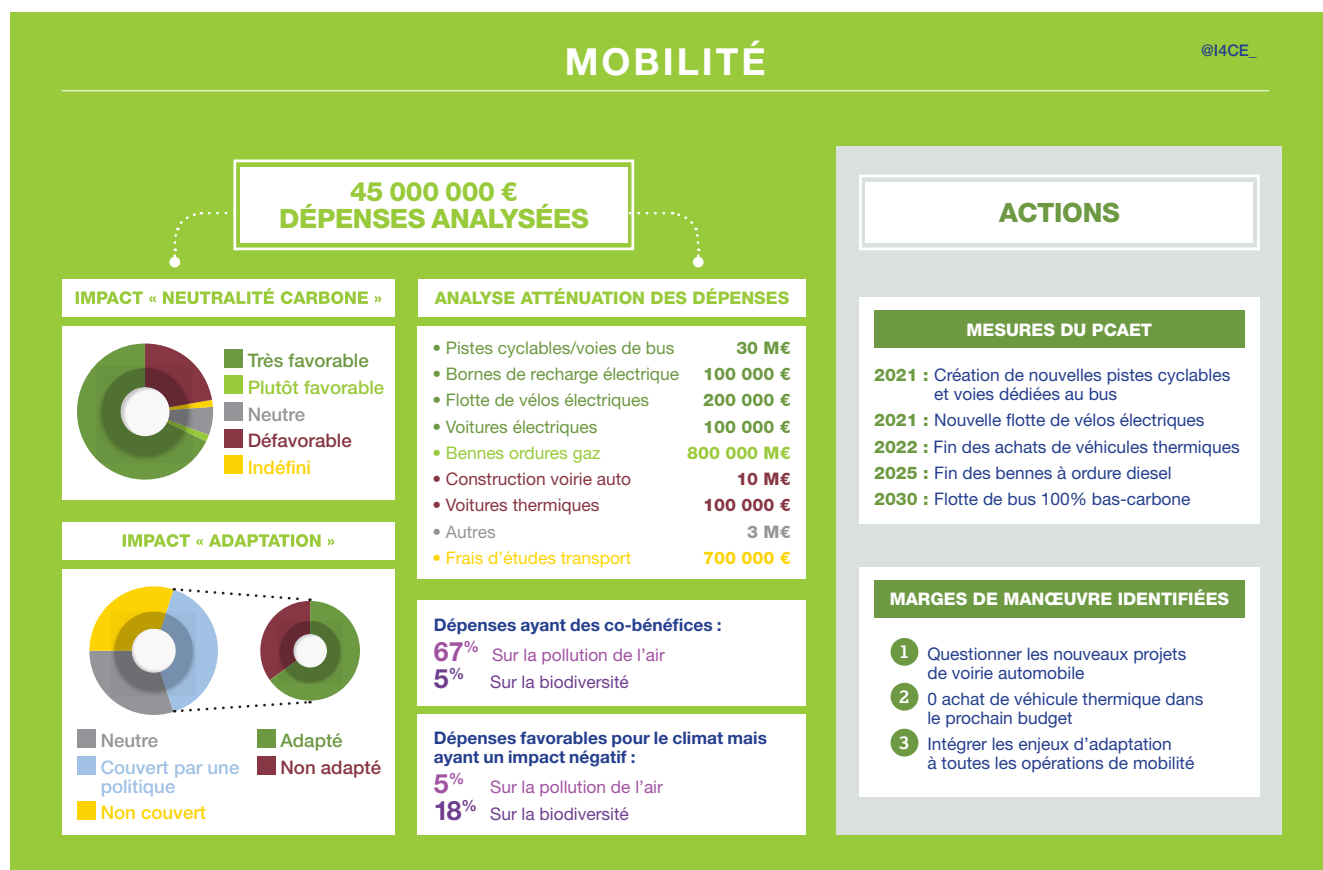 MOBILITÉ
@I4CE_
45 000 000 €
DÉPENSES ANALYSÉES
IMPACT « NEUTRALITÉ CARBONE »
Très favorable
Plutôt favorable
Neutre
Défavorable
Indéfini
IMPACT « ADAPTATION »
Neutre
Couvert par une
politique
Non couvert
Adapté
Non adapté
ANALYSE ATTÉNUATION DES DÉPENSES
• Pistes cyclables/voies de bus 30 M€
• Bornes de recharge électrique 100 000 €
• Flotte de vélos électriques 200 000 €
• Voitures électriques 100 000 €
• Bennes ordures gaz 800 000 M€
• Construction voirie auto 10 M€
• Voitures thermiques 100 000 €
• Autres 3 M€
• Frais d'études transport 700 000 €
Dépenses ayant des co-bénéfices :
67% Sur la pollution de l'air
5% Sur la biodiversité
Dépenses favorables pour le climat mais
ayant un impact négatif :
5% Sur la pollution de l'air
18% Sur la biodiversité
ACTIONS
MESURES DU PCAET
2021 : Création de nouvelles pistes cyclables
et voies dédiées au bus
2021 : Nouvelle flotte de vélos électriques
2022 : Fin des achats de véhicules thermiques
2025 : Fin des bennes à ordure diesel
2030 : Flotte de bus 100% bas-carbone
MARGES DE MANŒUVRE IDENTIFIÉES
1 Questionner les nouveaux projets
de voirie automobile
2 0 achat de véhicule thermique dans
le prochain budget
3 Intégrer les enjeux d'adaptation
à toutes les opérations de mobilité